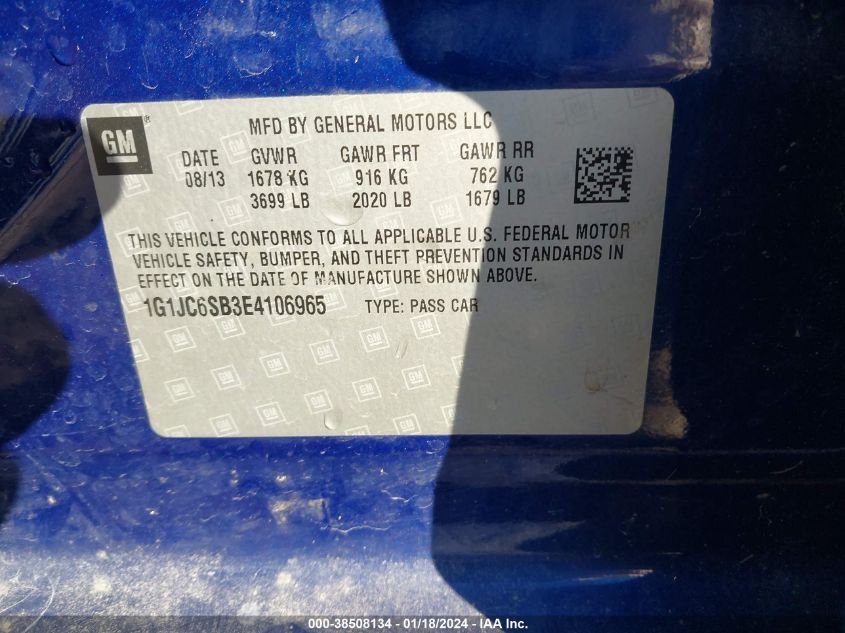 GM ®
MFD BY GENERAL MOTORS LLC
DATE GVWR GAWR FRT GAWR RR
08/13 1678 KG 916 KG 762 KG
3699 LB 2020 LB 1679 LB
THIS VEHICLE CONFORMS TO ALL APPLICABLE U.S. FEDERAL MOTOR
VEHICLE SAFETY, BUMPER, AND THEFT PREVENTION STANDARDS IN
EFFECT ON THE DATE OF MANUFACTURE SHOWN ABOVE.
1G1JC6SB3E4106965 TYPE: PASS CAR
000-38508134 - 01/18/2024 - IAA Inc.